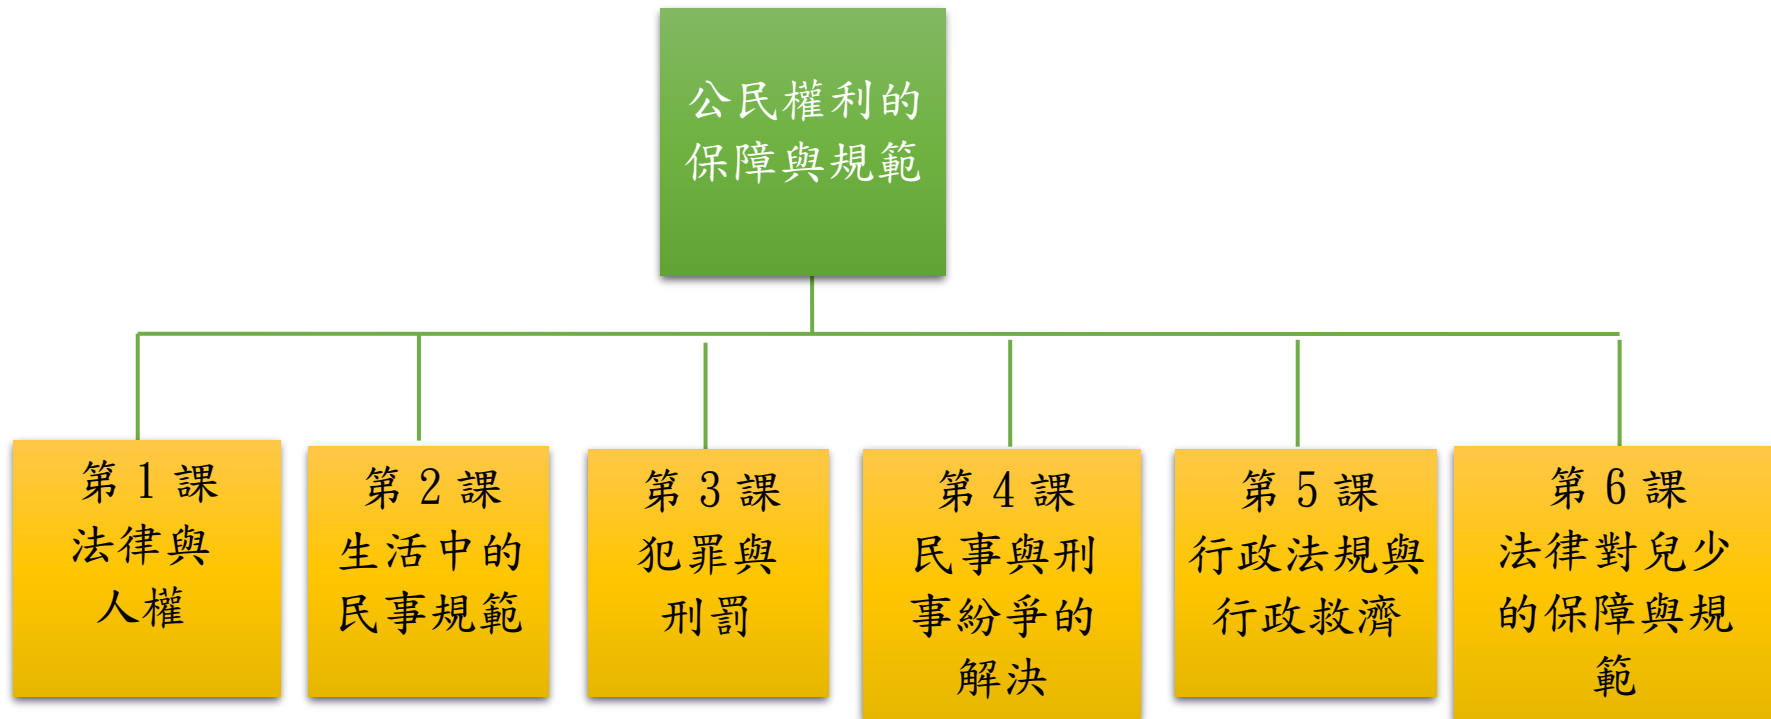 公民權利的
保障與規範
第1課
法律與
人權
第2課
生活中的
民事規範
第3課
犯罪與
刑罰
第4課
民事與刑
事紛爭的
解決
第5課
行政法規與
行政救濟
第6課
法律對兒少
的保障與規
範